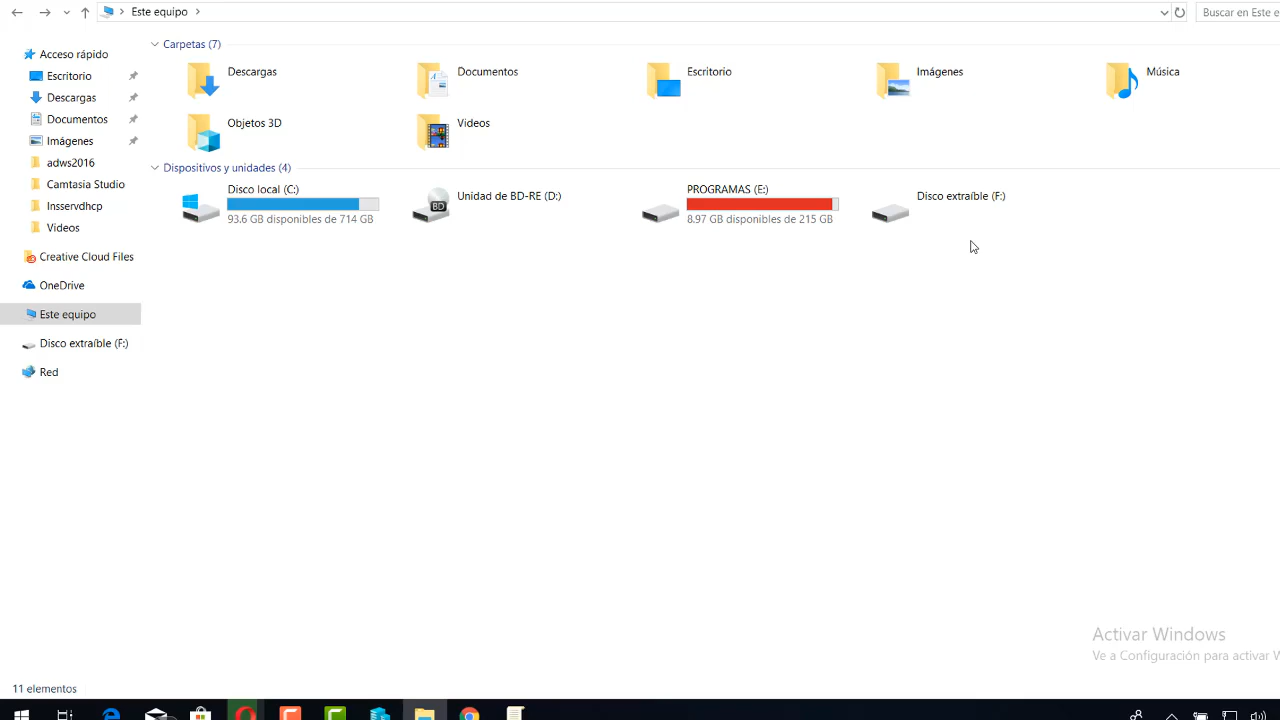 Este equipo
Buscar en Este e
Acceso rápido
Escritorio
Descargas
Documentos
Imágenes
adws2016
Camtasia Studio
Insservdhcp
Videos
Creative Cloud Files
OneDrive
Este equipo
Disco extraíble (F:)
Red
Carpetas (7)
Descargas
Documentos
Escritorio
Imágenes
Música
Objetos 3D
Videos
Dispositivos y unidades (4)
Disco local (C:)
93.6 GB disponibles de 714 GB
BD
Unidad de BD-RE (D:)
PROGRAMAS (E:)
8.97 GB disponibles de 215 GB
Disco extraíble (F:)
Activar Windows
Ve a Configuración para activar W
11 elementos